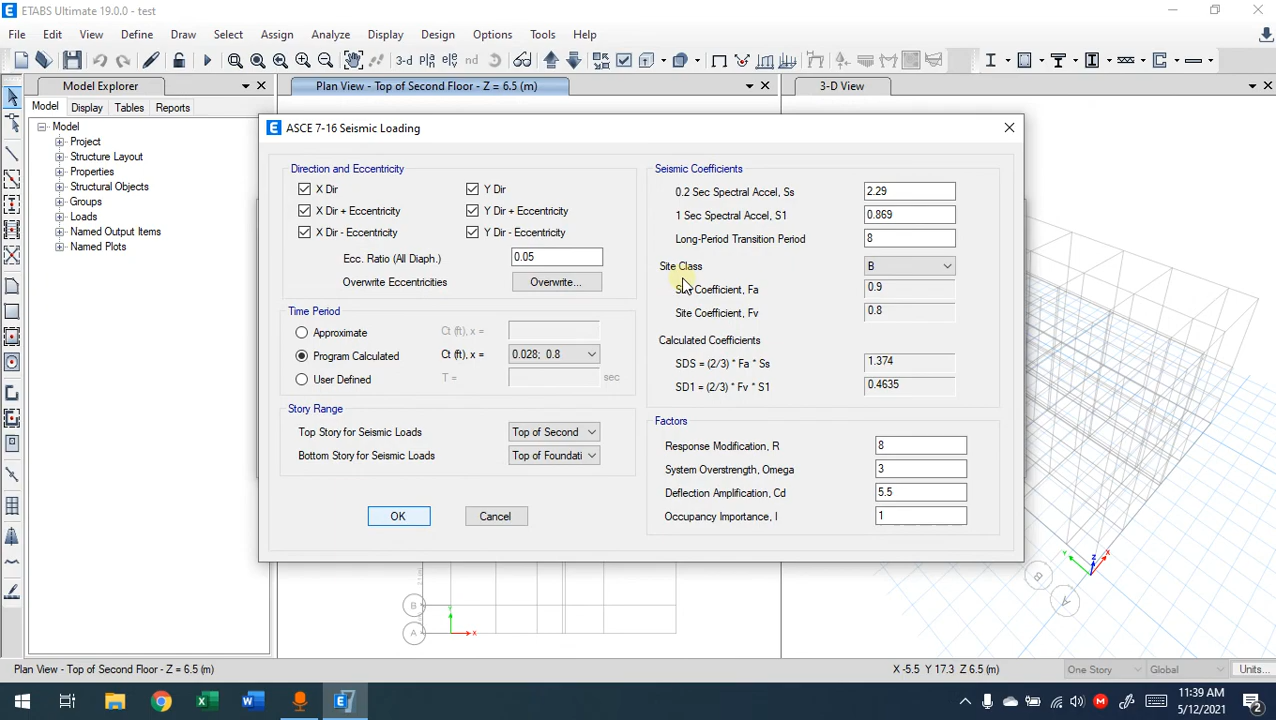 ETABS Ultimate 19.0.0 - test
File Edit View Define Draw Select Assign Analyze Display Design Options Tools Help
3-d
nd
Model Explorer
Plan View - Top of Second Floor - Z = 6.5 (m)
3-D View
Model Display Tables Reports
Model
Project
Structure Layout
Properties
Structural Objects
Groups
Loads
Named Output Items
Named Plots
ASCE 7-16 Seismic Loading
Direction and Eccentricity
X Dir
Y Dir
X Dir + Eccentricity
Y Dir + Eccentricity
X Dir - Eccentricity
Y Dir - Eccentricity
Ecc. Ratio (All Diaph.)
0.05
Overwrite Eccentricities
Overwrite...
Time Period
Approximate
Ct (ft), x =
Program Calculated
Ct (ft), x =
0.028; 0.8
User Defined
T =
sec
Story Range
Top Story for Seismic Loads
Top of Second
Bottom Story for Seismic Loads
Top of Foundati
OK
Cancel
Seismic Coefficients
0.2 Sec Spectral Accel, Ss
2.29
1 Sec Spectral Accel, S1
0.869
Long-Period Transition Period
8
Site Class
B
Coefficient, Fa
0.9
Site Coefficient, Fv
0.8
Calculated Coefficients
SDS = (2/3) * Fa * Ss
1.374
SD1 = (2/3) * Fv * S1
0.4635
Factors
Response Modification, R
8
System Overstrength, Omega
3
Deflection Amplification, Cd
5.5
Occupancy Importance, I
1
B
A
Y
X
Y
Z
X
B
A
Plan View - Top of Second Floor - Z = 6.5 (m)
X -5.5 Y 17.3 Z 6.5 (m)
One Story
Global
Units...
11:39 AM
5/12/2021
2